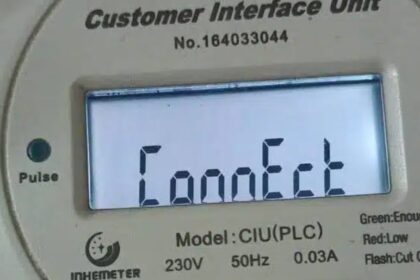 Customer Interface Unit
No.164033044
ConnEct
Pulse
Green:Enou
Red:Low
Flash:Cut O
INHEMETER
Model:CIU(PLC)
230V 50Hz 0.03A